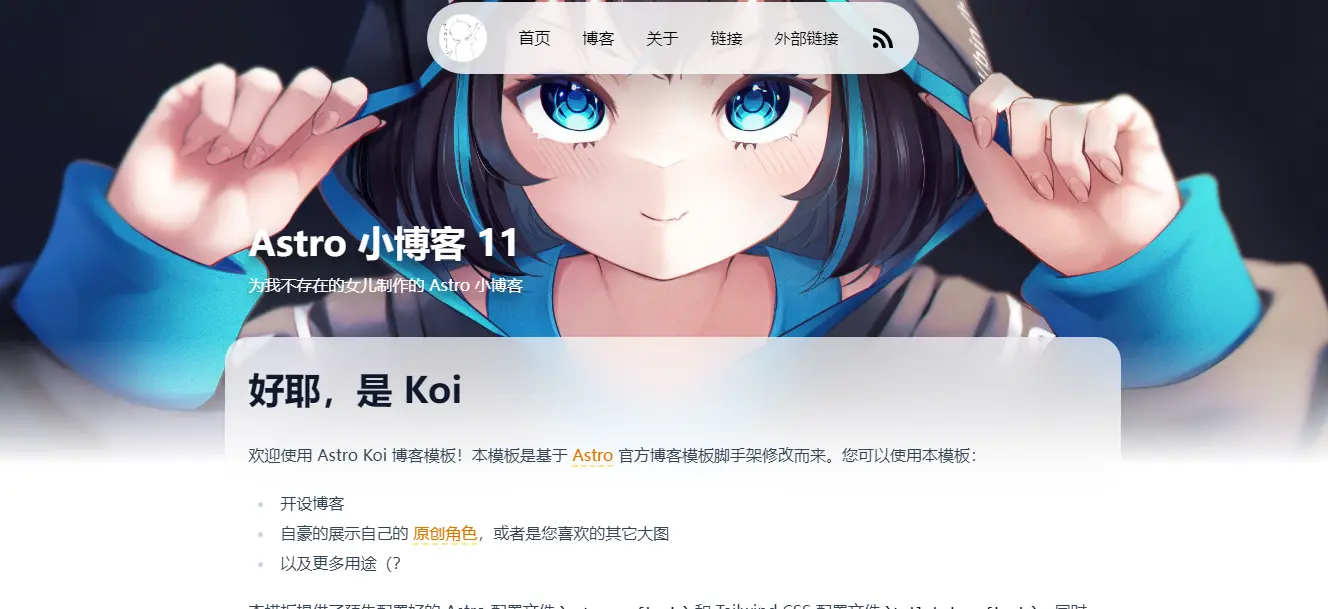 首页 博客 关于 链接 外部链接
Astro 小博客 11
为我不存在的女儿制作的 Astro 小博客
好耶，是 Koi
欢迎使用 Astro Koi 博客模板！本模板是基于 Astro 官方博客模板脚手架修改而来。您可以使用本模板：
开设博客
自豪的展示自己的 原创角色，或者是您喜欢的其它大图
以及更多用途（？